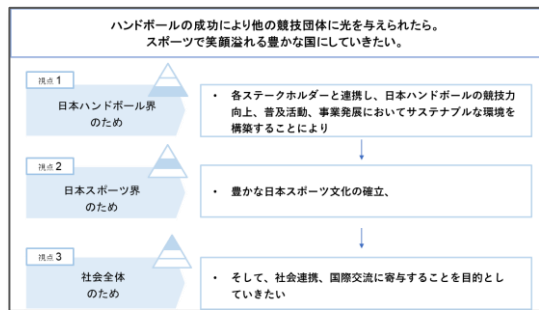 ハンドボールの成功により他の競技団体に光を与えられたら。
スポーツで笑顔溢れる豊かな国にしていきたい。
視点 1
日本ハンドボール界
のため
・ 各ステークホルダーと連携し、日本ハンドボールの競技力
向上、普及活動、事業発展においてサステナブルな環境を
構築することにより
視点 2
日本スポーツ界
のため
・ 豊かな日本スポーツ文化の確立、
視点 3
社会全体
のため
・ そして、社会連携、国際交流に寄与することを目的とし
ていきたい